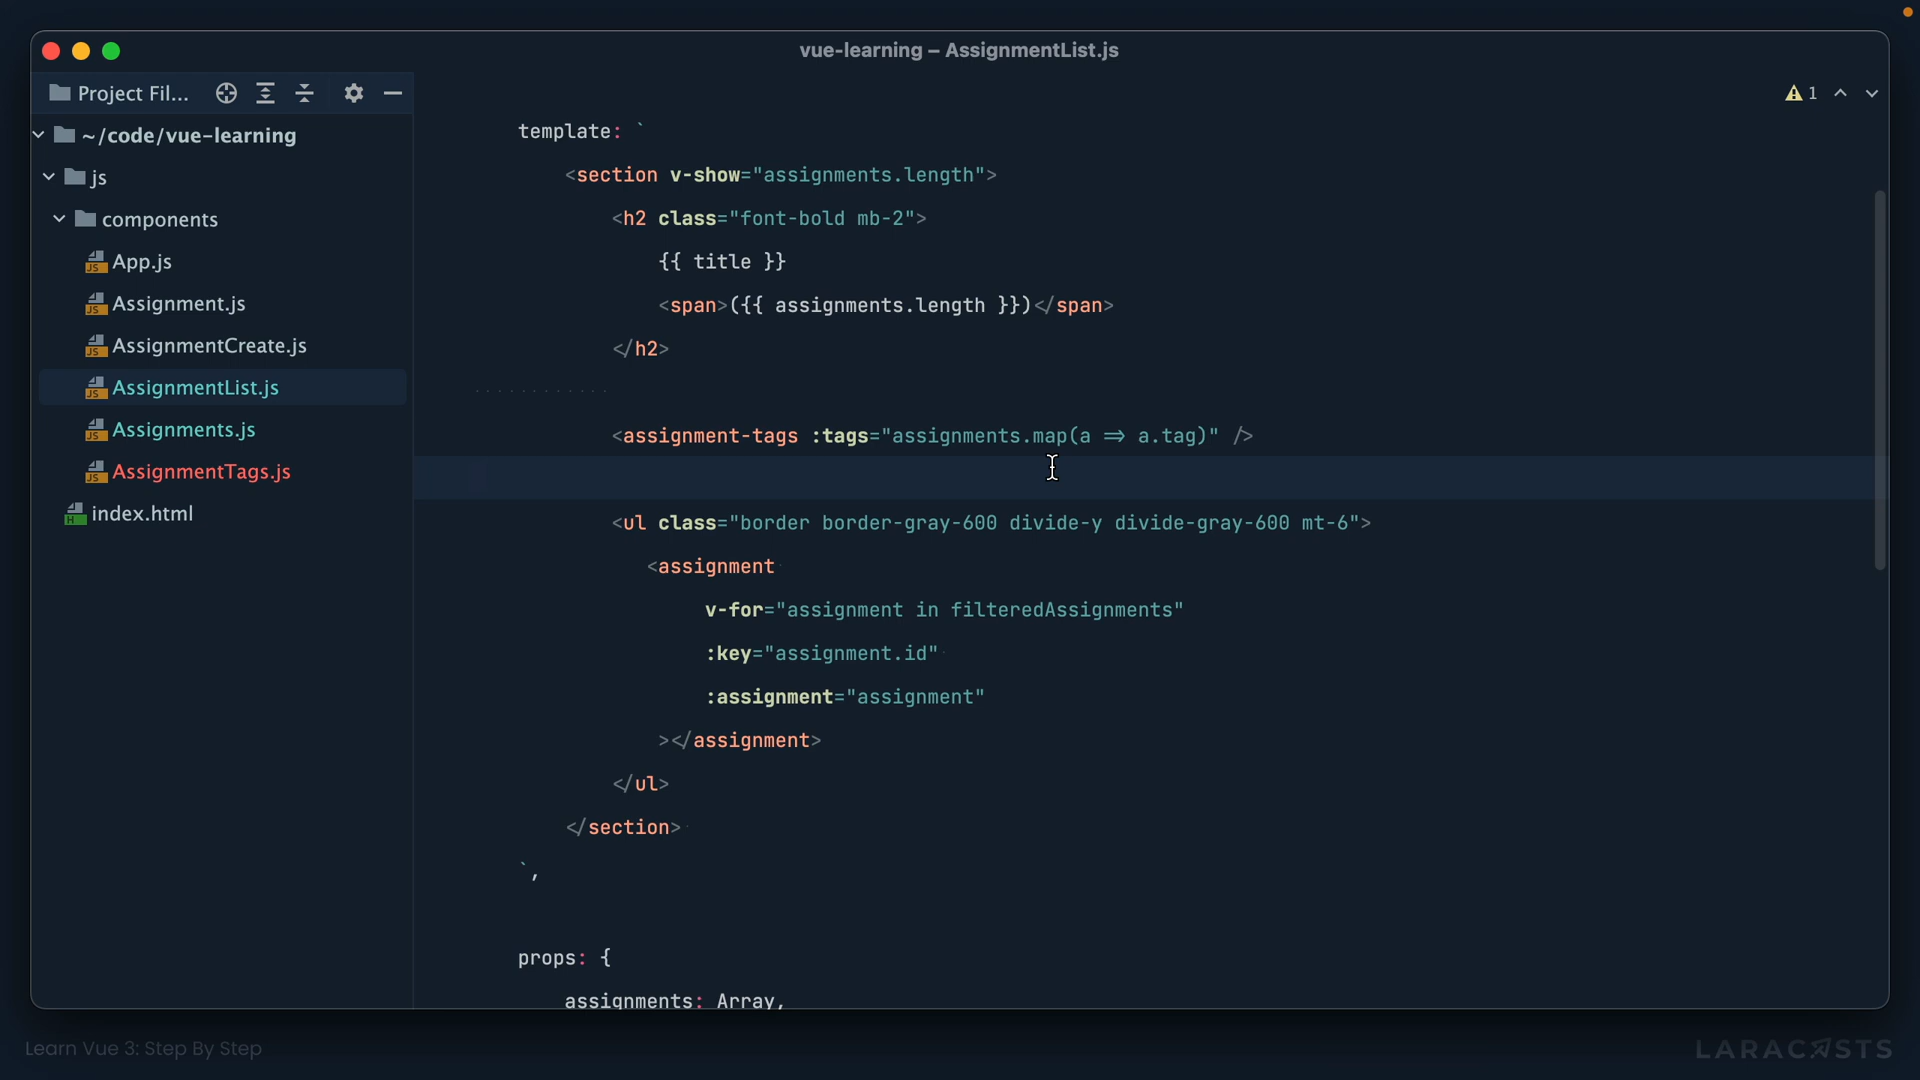 vue-learning – AssignmentList.js
Project Fil...
1
~/code/vue-learning
js
components
App.js
Assignment.js
AssignmentCreate.js
AssignmentList.js
Assignments.js
AssignmentTags.js
index.html
template: `
<section v-show="assignments.length">
<h2 class="font-bold mb-2">
{{ title }}
<span>({{ assignments.length }})</span>
</h2>
<assignment-tags :tags="assignments.map(a => a.tag)" />
<ul class="border border-gray-600 divide-y divide-gray-600 mt-6">
<assignment
v-for="assignment in filteredAssignments"
:key="assignment.id"
:assignment="assignment"
></assignment>
</ul>
</section>
`,
props: {
assignments: Array,
Learn Vue 3: Step By Step
LARACASTS